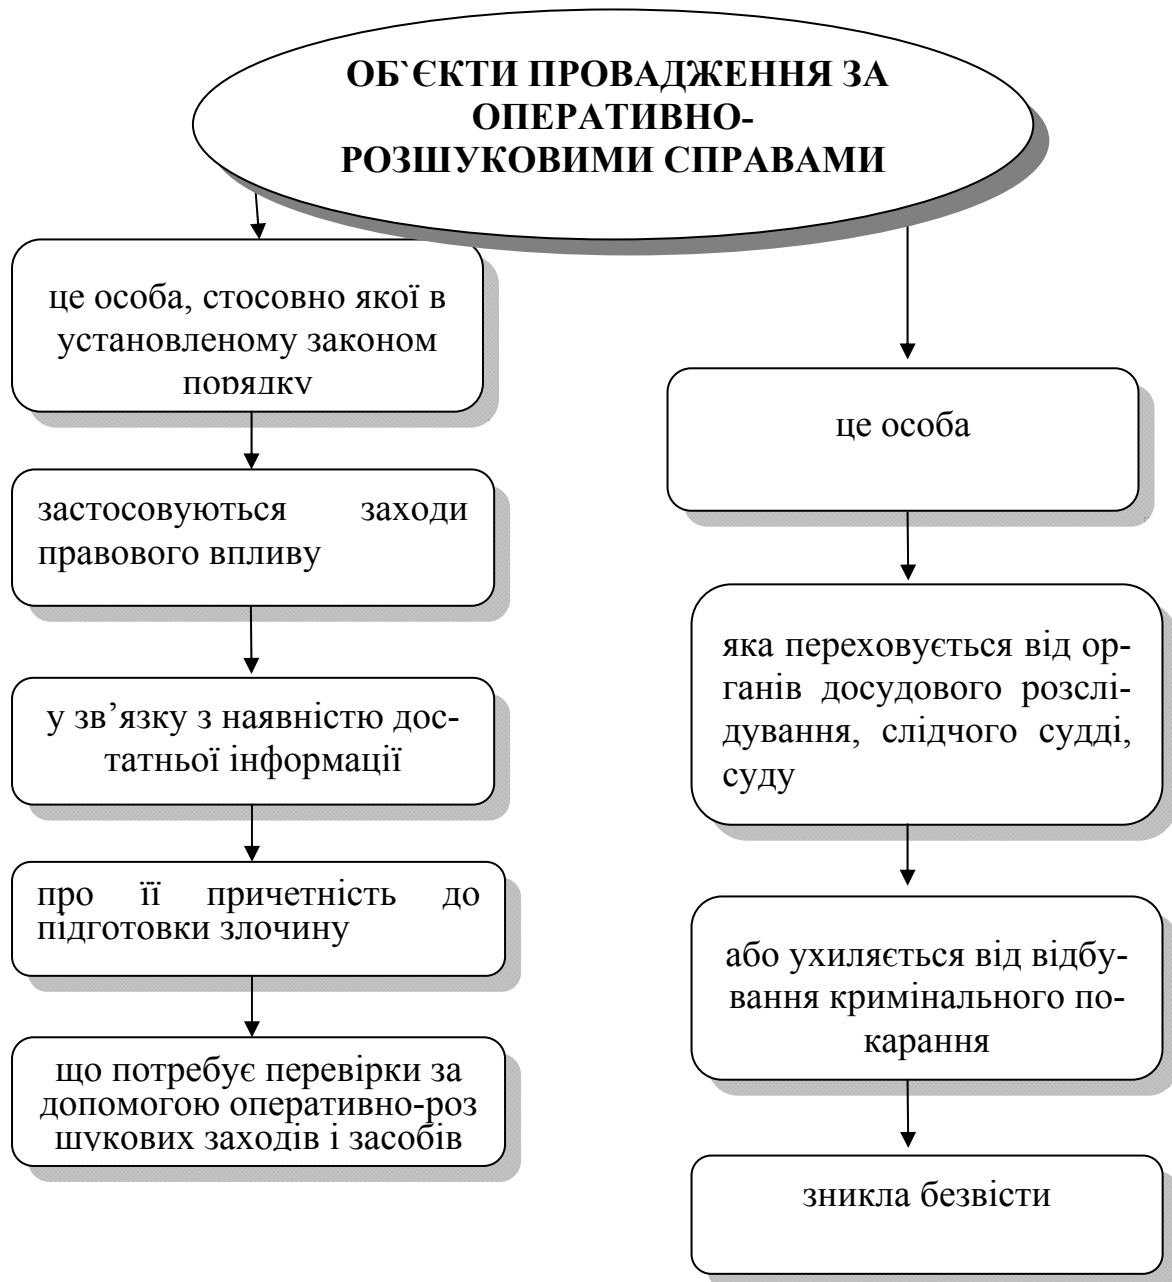 ОБ`ЄКТИ ПРОВАДЖЕННЯ ЗА
ОПЕРАТИВНО-
РОЗШУКОВИМИ СПРАВАМИ
це особа, стосовно якої в
установленому законом
порядку
застосовуються заходи
правового впливу
у зв’язку з наявністю дос-
татньої інформації
про її причетність до
підготовки злочину
що потребує перевірки за
допомогою оперативно-роз
шукових заходів і засобів
це особа
яка переховується від ор-
ганів досудового розслі-
дування, слідчого судді,
суду
або ухиляється від відбу-
вання кримінального по-
карання
зникла безвісти